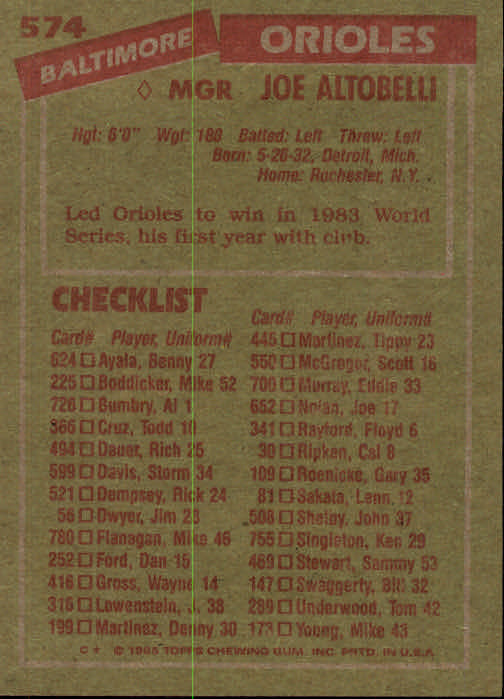 574
BALTIMORE
ORIOLES
◊ MGR JOE ALTOBELLI
Hgt: 6'0" Wgt: 180 Batted: Left Threw: Left
Born: 5-26-32, Detroit, Mich.
Home: Rochester, N.Y.
Led Orioles to win in 1983 World
Series, his first year with club.
CHECKLIST
Card# Player, Uniform#
624 □ Ayala, Benny 27
225 □ Boddicker, Mike 52
726 □ Bumbry, Al 1
366 □ Cruz, Todd 10
494 □ Dauer, Rich 25
599 □ Davis, Storm 34
521 □ Dempsey, Rick 24
56 □ Dwyer, Jim 28
780 □ Flanagan, Mike 46
252 □ Ford, Dan 15
416 □ Gross, Wayne 14
316 □ Lowenstein, J. 38
199 □ Martinez, Denny 30
Card# Player, Uniform#
445 □ Martinez, Tippy 23
550 □ McGregor, Scott 16
700 □ Murray, Eddie 33
652 □ Nolan, Joe 17
341 □ Rayford, Floyd 6
30 □ Ripken, Cal 8
109 □ Roenicke, Gary 35
81 □ Sakata, Lenn 12
508 □ Shelby, John 37
755 □ Singleton, Ken 29
469 □ Stewart, Sammy 53
147 □ Swaggerty, Bill 32
289 □ Underwood, Tom 42
173 □ Young, Mike 43
C + © 1985 TOPPS CHEWING GUM, INC. PRTD. IN U.S.A.